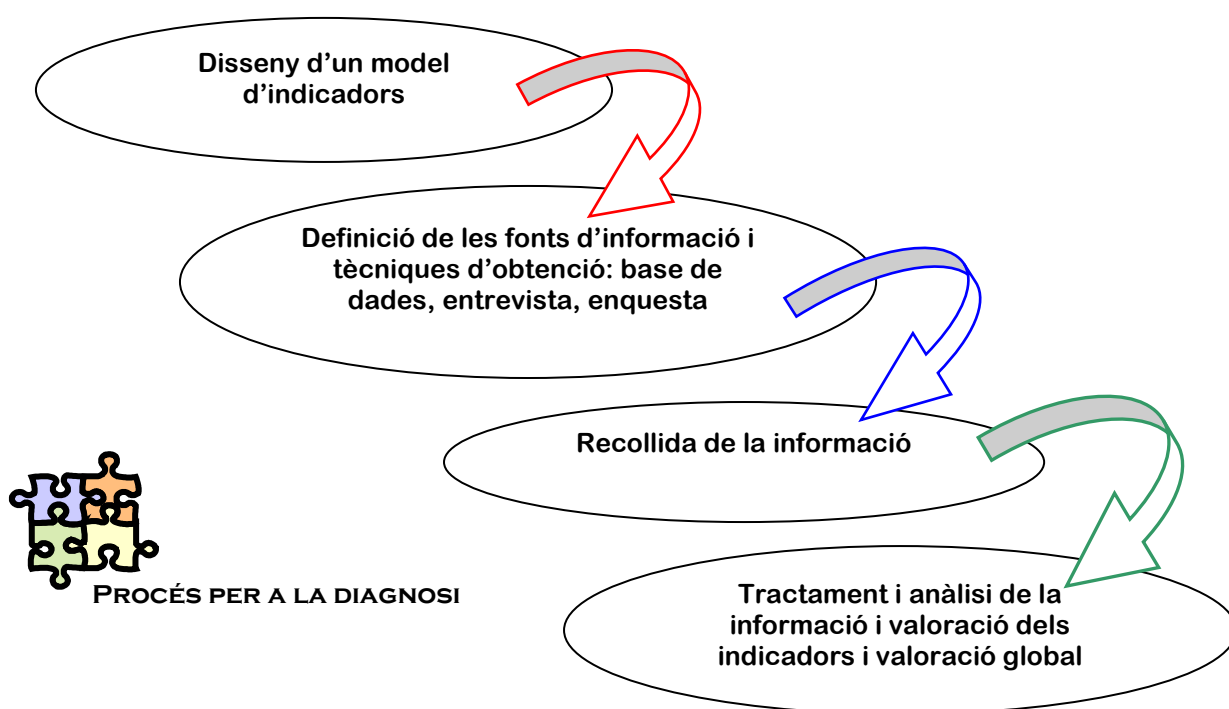 Disseny d’un model
d’indicadors
Definició de les fonts d’informació i
tècniques d’obtenció: base de
dades, entrevista, enquesta
Recollida de la informació
PROCÉS PER A LA DIAGNOSI
Tractament i anàlisi de la
informació i valoració dels
indicadors i valoració global